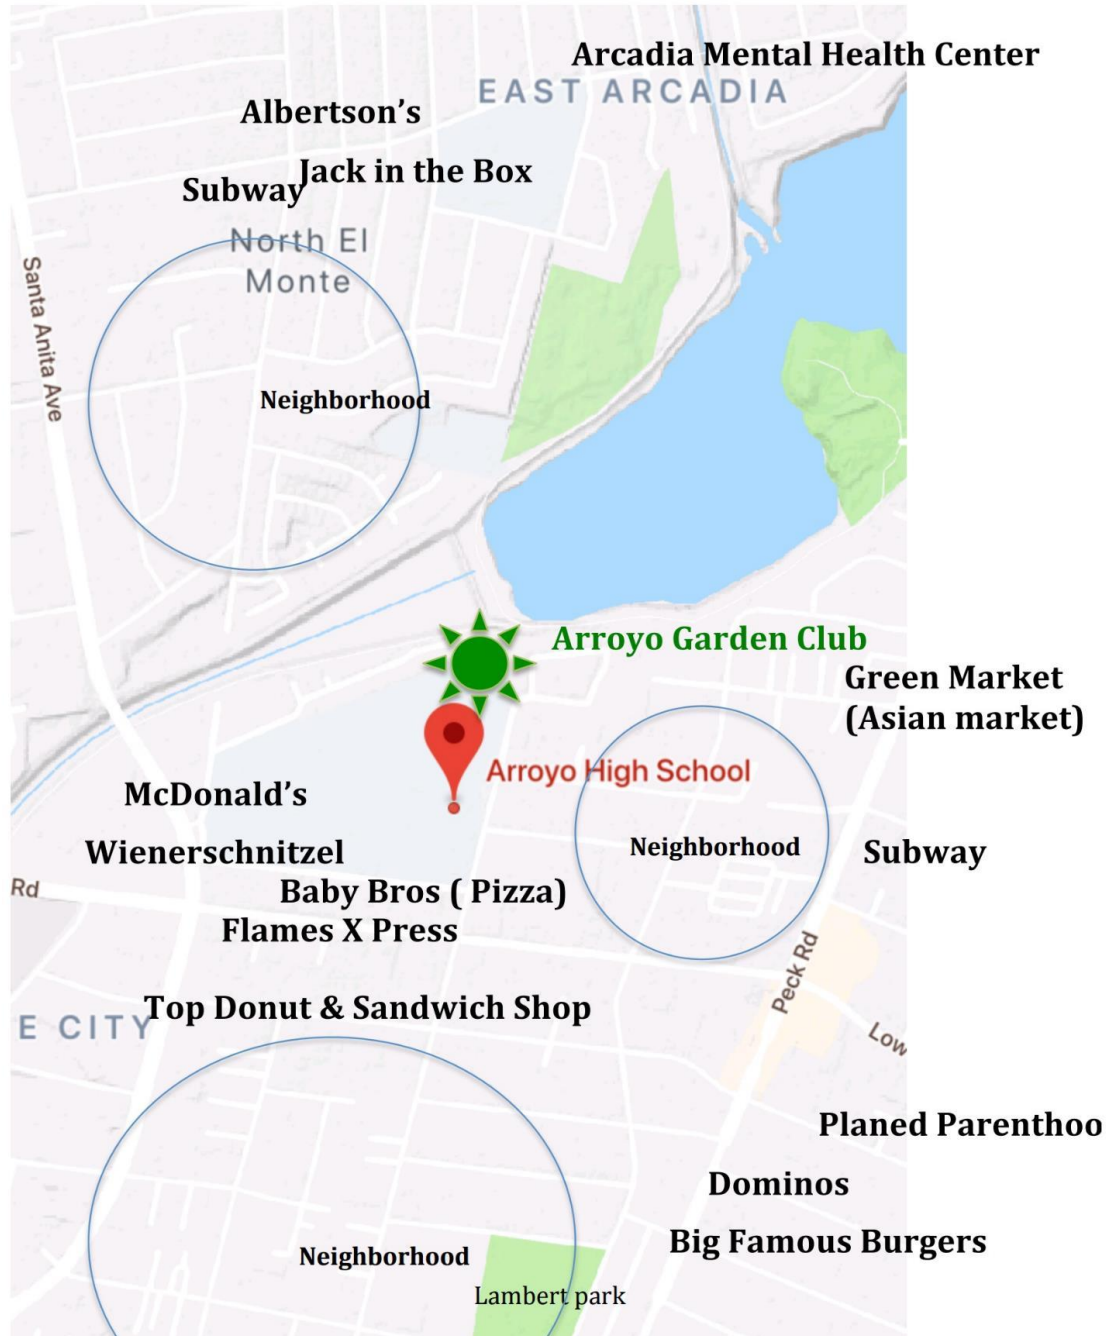 Arcadia Mental Health Center
EAST ARCADIA
Albertson's
Jack in the Box
Subway
North El
Monte
Santa Anita Ave
Neighborhood
Arroyo Garden Club
Green Market
(Asian market)
Arroyo High School
McDonald's
Neighborhood
Wienerschnitzel
Subway
Rd
Baby Bros ( Pizza)
Flames X Press
Peck Rd
Top Donut & Sandwich Shop
E CITY
Low
Planed Parenthoo
Dominos
Big Famous Burgers
Neighborhood
Lambert park